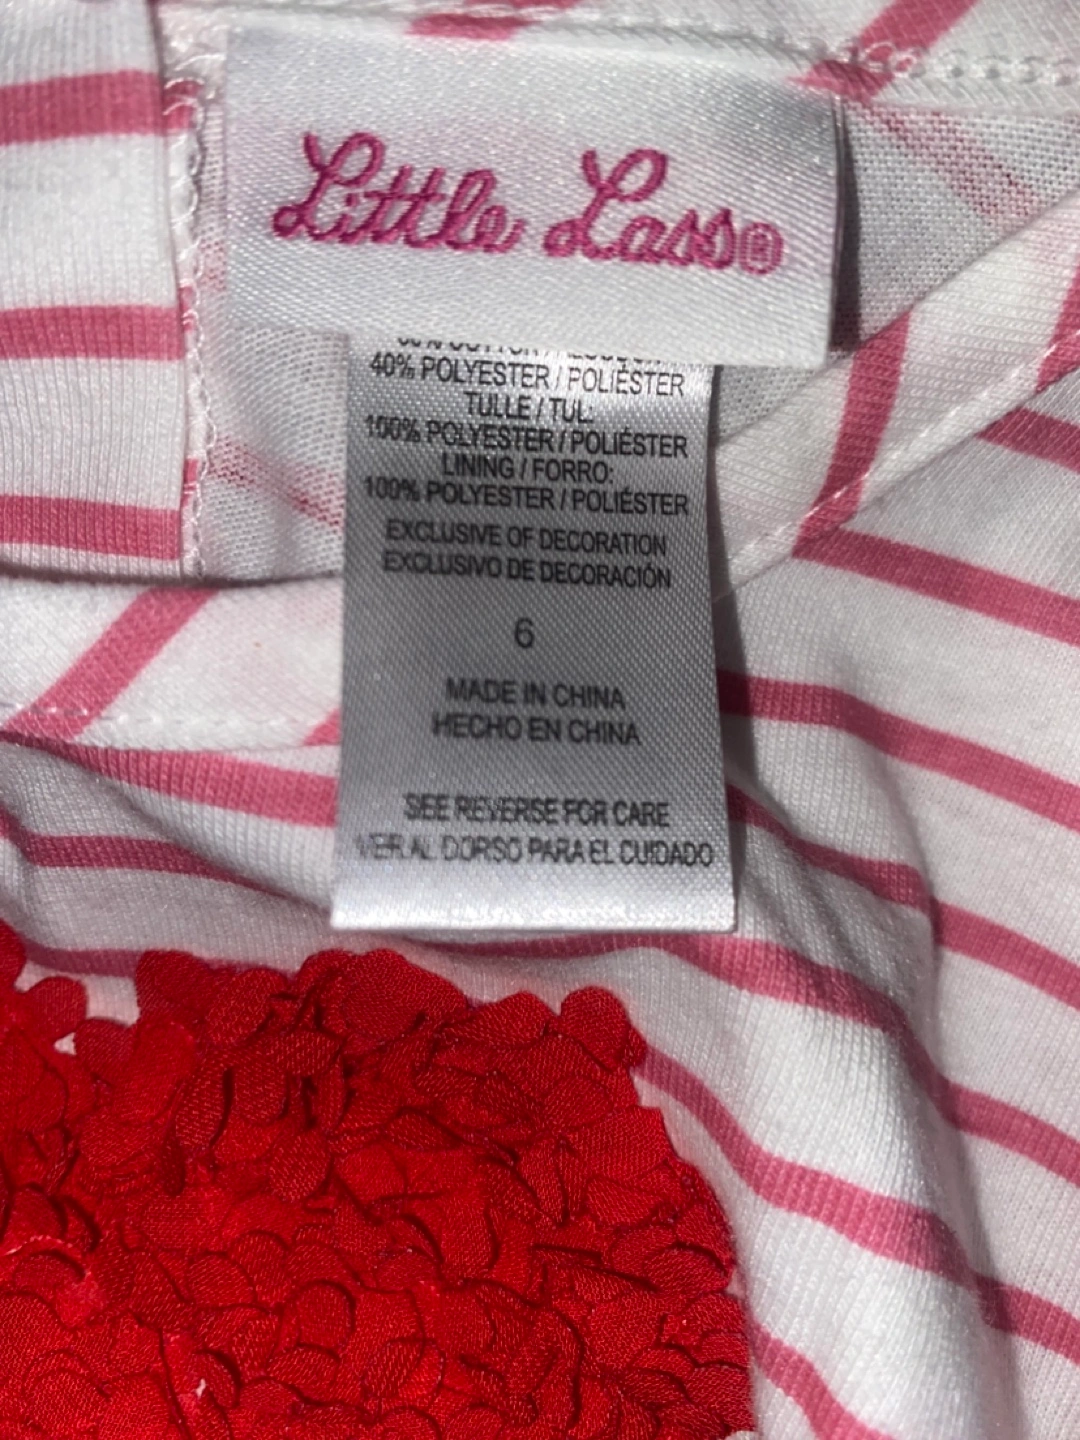 Little Lass®
40% POLYESTER / POLIÉSTER
TULLE / TUL:
100% POLYESTER / POLIÉSTER
LINING / FORRO:
100% POLYESTER / POLIÉSTER
EXCLUSIVE OF DECORATION
EXCLUSIVO DE DECORACIÓN
6
MADE IN CHINA
HECHO EN CHINA
SEE REVERSE FOR CARE
VER AL DORSO PARA EL CUIDADO